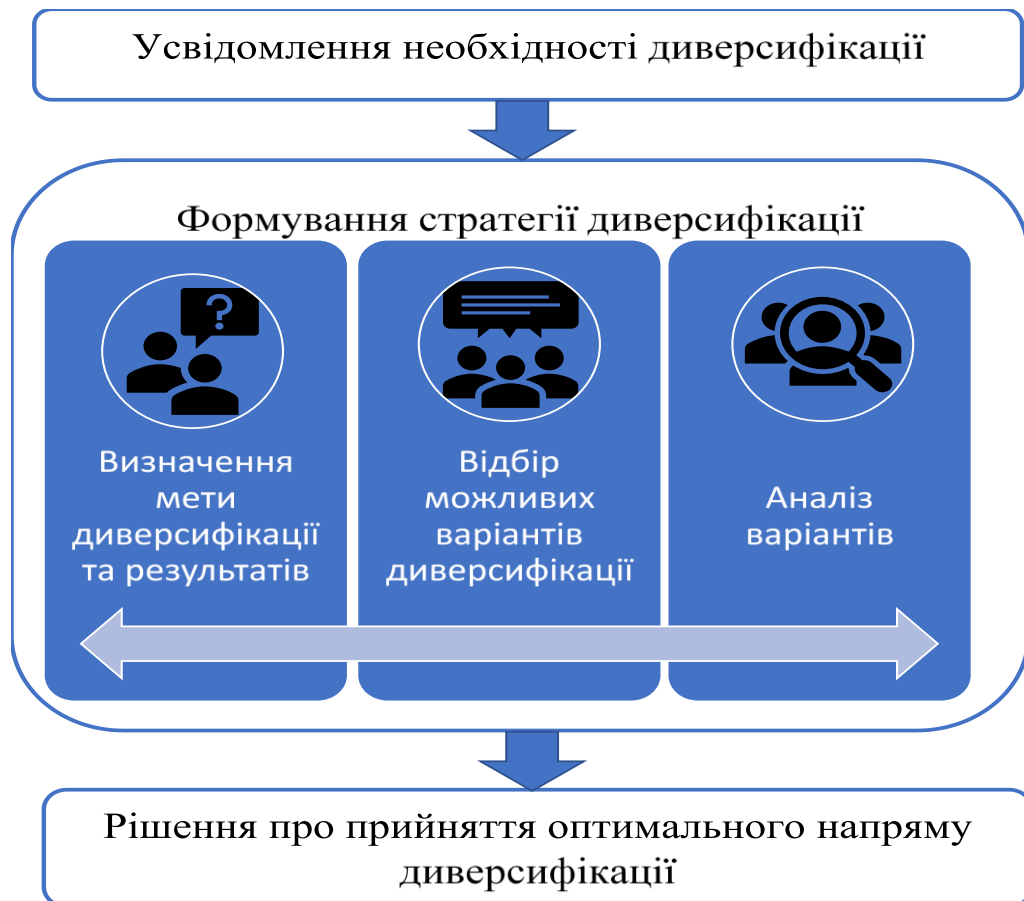 Усвідомлення необхідності диверсифікації
Формування стратегії диверсифікації
?
Визначення
мети
диверсифікації
та результатів
Відбір
можливих
варіантів
диверсифікації
Аналіз
варіантів
Рішення про прийняття оптимального напряму
диверсифікації